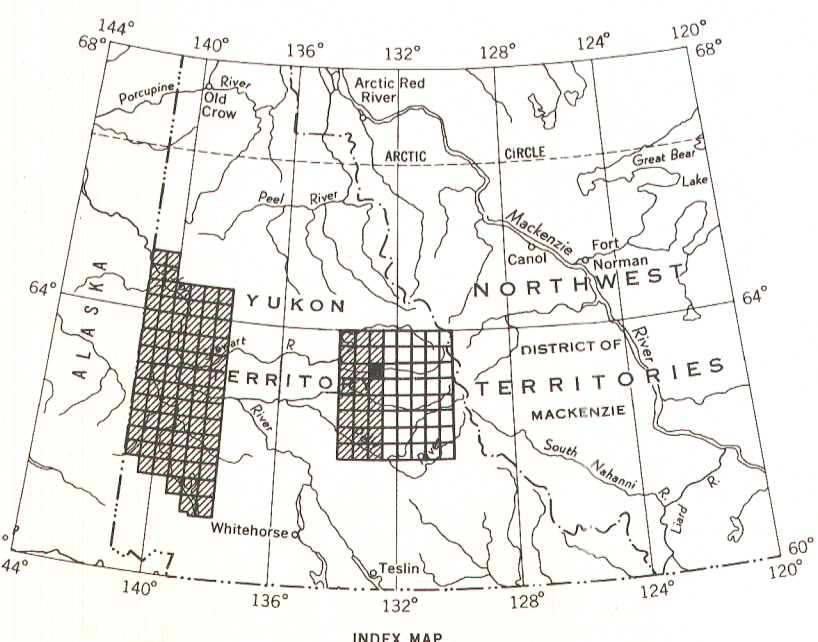 144°
68°
140°
136°
132°
128°
124°
120°
68°
Porcupine River
Old
Crow
Arctic Red
River
ARCTIC CIRCLE
Great Bear
Lake
Peel River
Mackenzie
Fort
Norman
Canol
64°
ALASKA
YUKON
NORTHWEST
64°
R
DISTRICT OF
River
TERRITORY
TERRITORIES
MACKENZIE
River
River
South
Nahanni
R.
R.
Liard
Whitehorse
Teslin
60°
120°
44°
140°
136°
132°
128°
124°
INDEX MAP